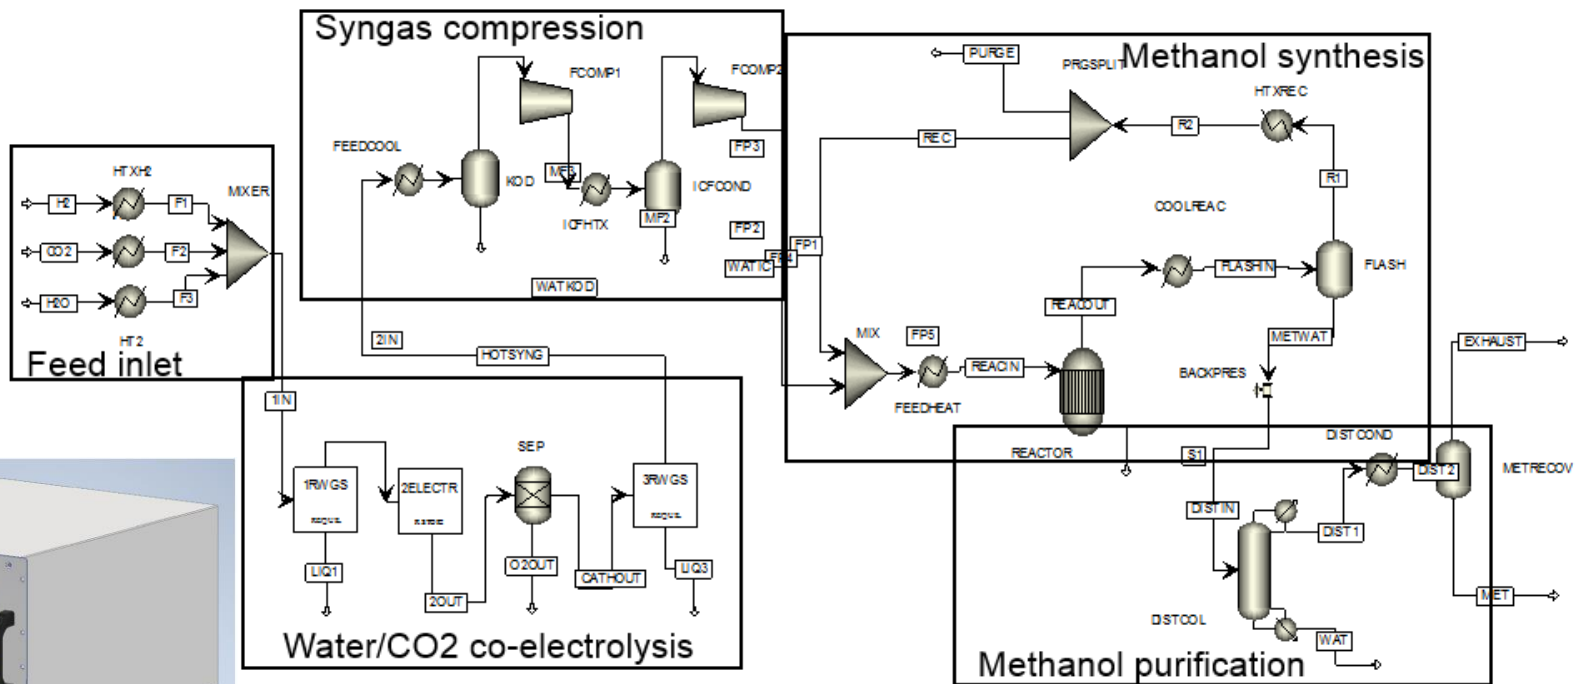 Syngas compression
FCOMP1
FCOMP2
FEEDCOOL
KOD
MF3
ICFHTX
ICFCOND
MF2
FP3
FP2
FP1
FP4
WATIC
WATKOD
Methanol synthesis
PURGE
PRGSPLIT
HTXREC
REC
R2
R1
COOLREAC
FLASHIN
FLASH
REACOUT
METWAT
MIX
FP5
REACIN
FEEDHEAT
BACKPRES
REACTOR
HTXH2
MIXER
H2
F1
CO2
F2
H2O
F3
HT2
Feed inlet
2IN
HOTSYNG
1IN
SEP
1RWGS
2ELECTR
3RWGS
LIQ1
2OUT
O2OUT
CATHOUT
LIQ3
Water/CO2 co-electrolysis
EXHAUST
S1
DISTCOND
DIST2
METRECOV
DISTIN
DIST1
DISTCOL
MET
WAT
Methanol purification